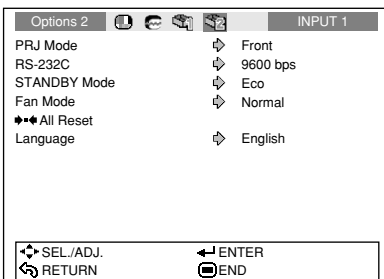 Options 2 INPUT 1
PRJ Mode Front
RS-232C 9600 bps
STANDBY Mode Eco
Fan Mode Normal
All Reset
Language English
SEL./ADJ. ENTER
RETURN END